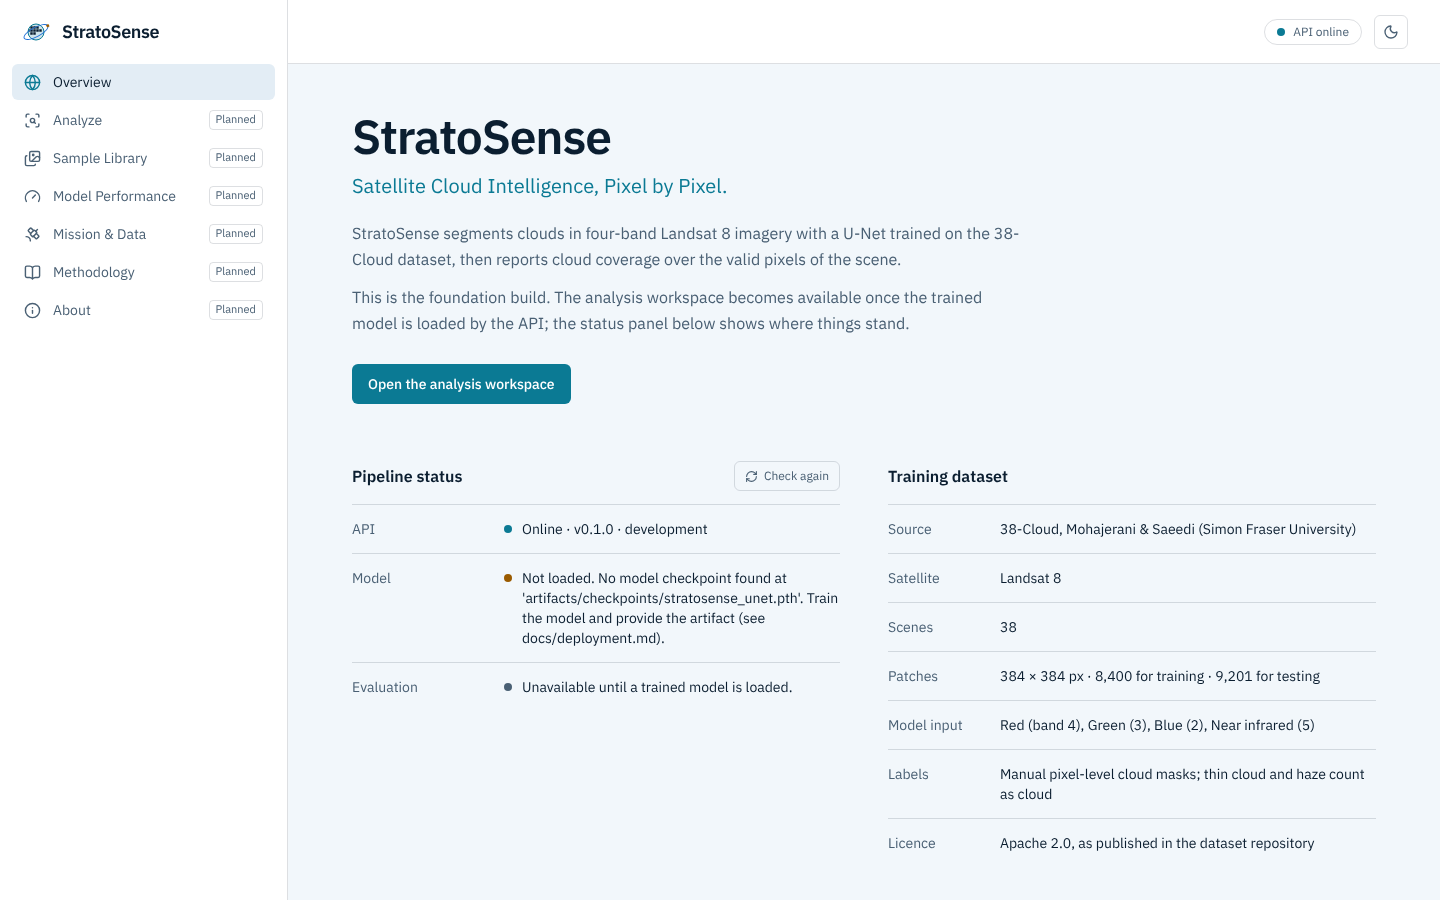 StratoSense
API online
Overview
Analyze Planned
Sample Library Planned
Model Performance Planned
Mission & Data Planned
Methodology Planned
About Planned
StratoSense
Satellite Cloud Intelligence, Pixel by Pixel.
StratoSense segments clouds in four-band Landsat 8 imagery with a U-Net trained on the 38-
Cloud dataset, then reports cloud coverage over the valid pixels of the scene.
This is the foundation build. The analysis workspace becomes available once the trained
model is loaded by the API; the status panel below shows where things stand.
Open the analysis workspace
Pipeline status
Check again
API
Online · v0.1.0 · development
Model
Not loaded. No model checkpoint found at
'artifacts/checkpoints/stratosense_unet.pth'. Train
the model and provide the artifact (see
docs/deployment.md).
Evaluation
Unavailable until a trained model is loaded.
Training dataset
Source
38-Cloud, Mohajerani & Saeedi (Simon Fraser University)
Satellite
Landsat 8
Scenes
38
Patches
384 × 384 px · 8,400 for training · 9,201 for testing
Model input
Red (band 4), Green (3), Blue (2), Near infrared (5)
Labels
Manual pixel-level cloud masks; thin cloud and haze count
as cloud
Licence
Apache 2.0, as published in the dataset repository